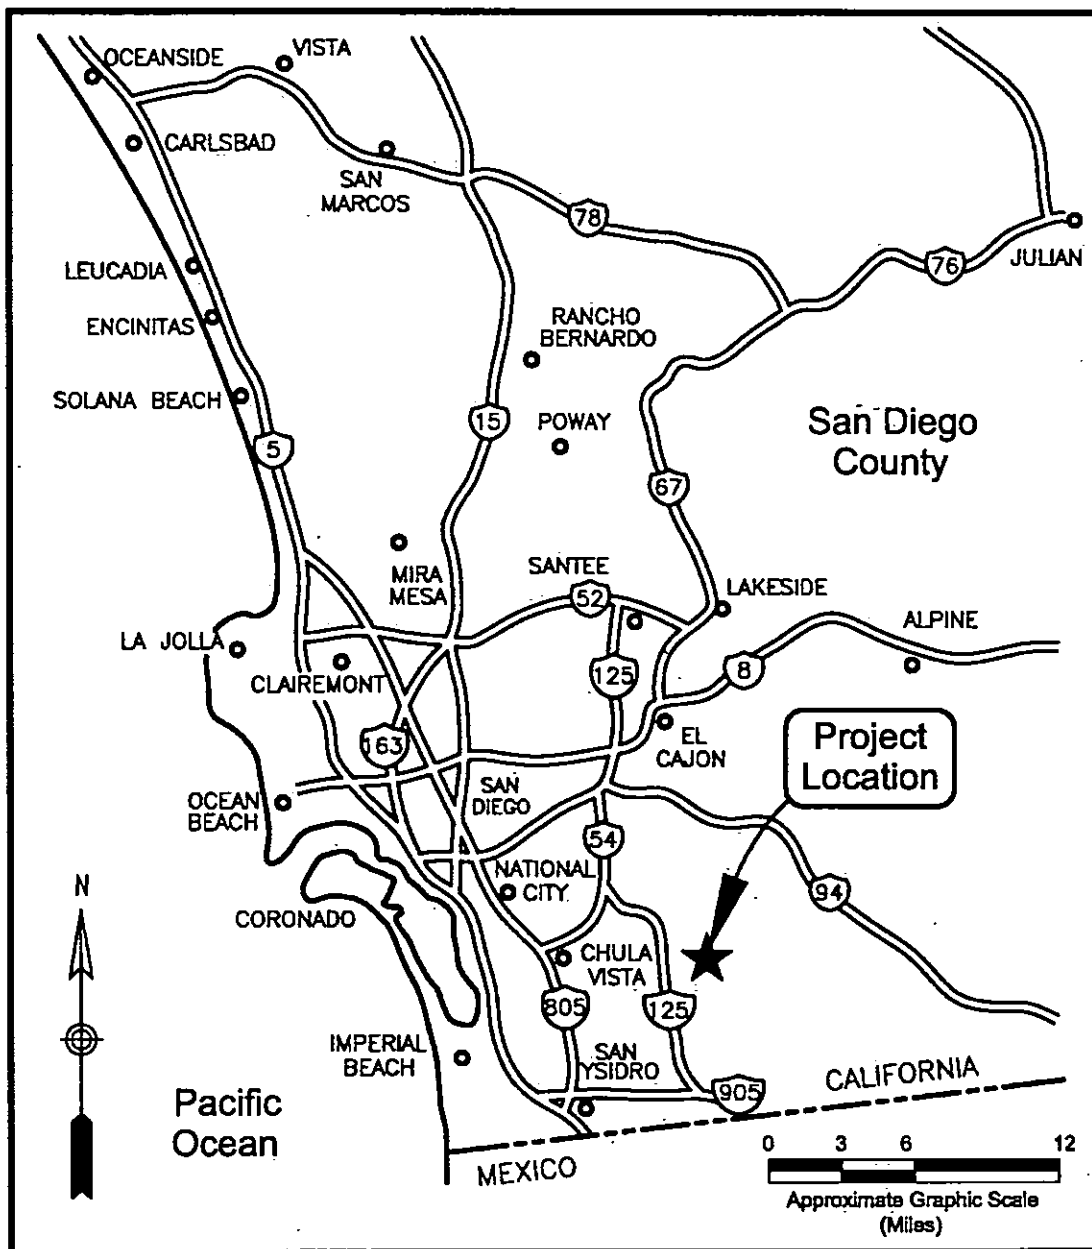 OCEANSIDE
VISTA
CARLSBAD
SAN
MARCOS
78
76
JULIAN
LEUCADIA
ENCINITAS
RANCHO
BERNARDO
SOLANA BEACH
5
15
POWAY
San Diego
County
67
MIRA
MESA
SANTEE
52
LAKESIDE
ALPINE
LA JOLLA
CLAIREMONT
125
8
163
EL
CAJON
Project
Location
OCEAN
BEACH
SAN
DIEGO
54
NATIONAL
CITY
94
N
CORONADO
CHULA
VISTA
805
125
IMPERIAL
BEACH
SAN
YSIDRO
905
CALIFORNIA
Pacific
Ocean
MEXICO
0 3 6 12
Approximate Graphic Scale
(Miles)